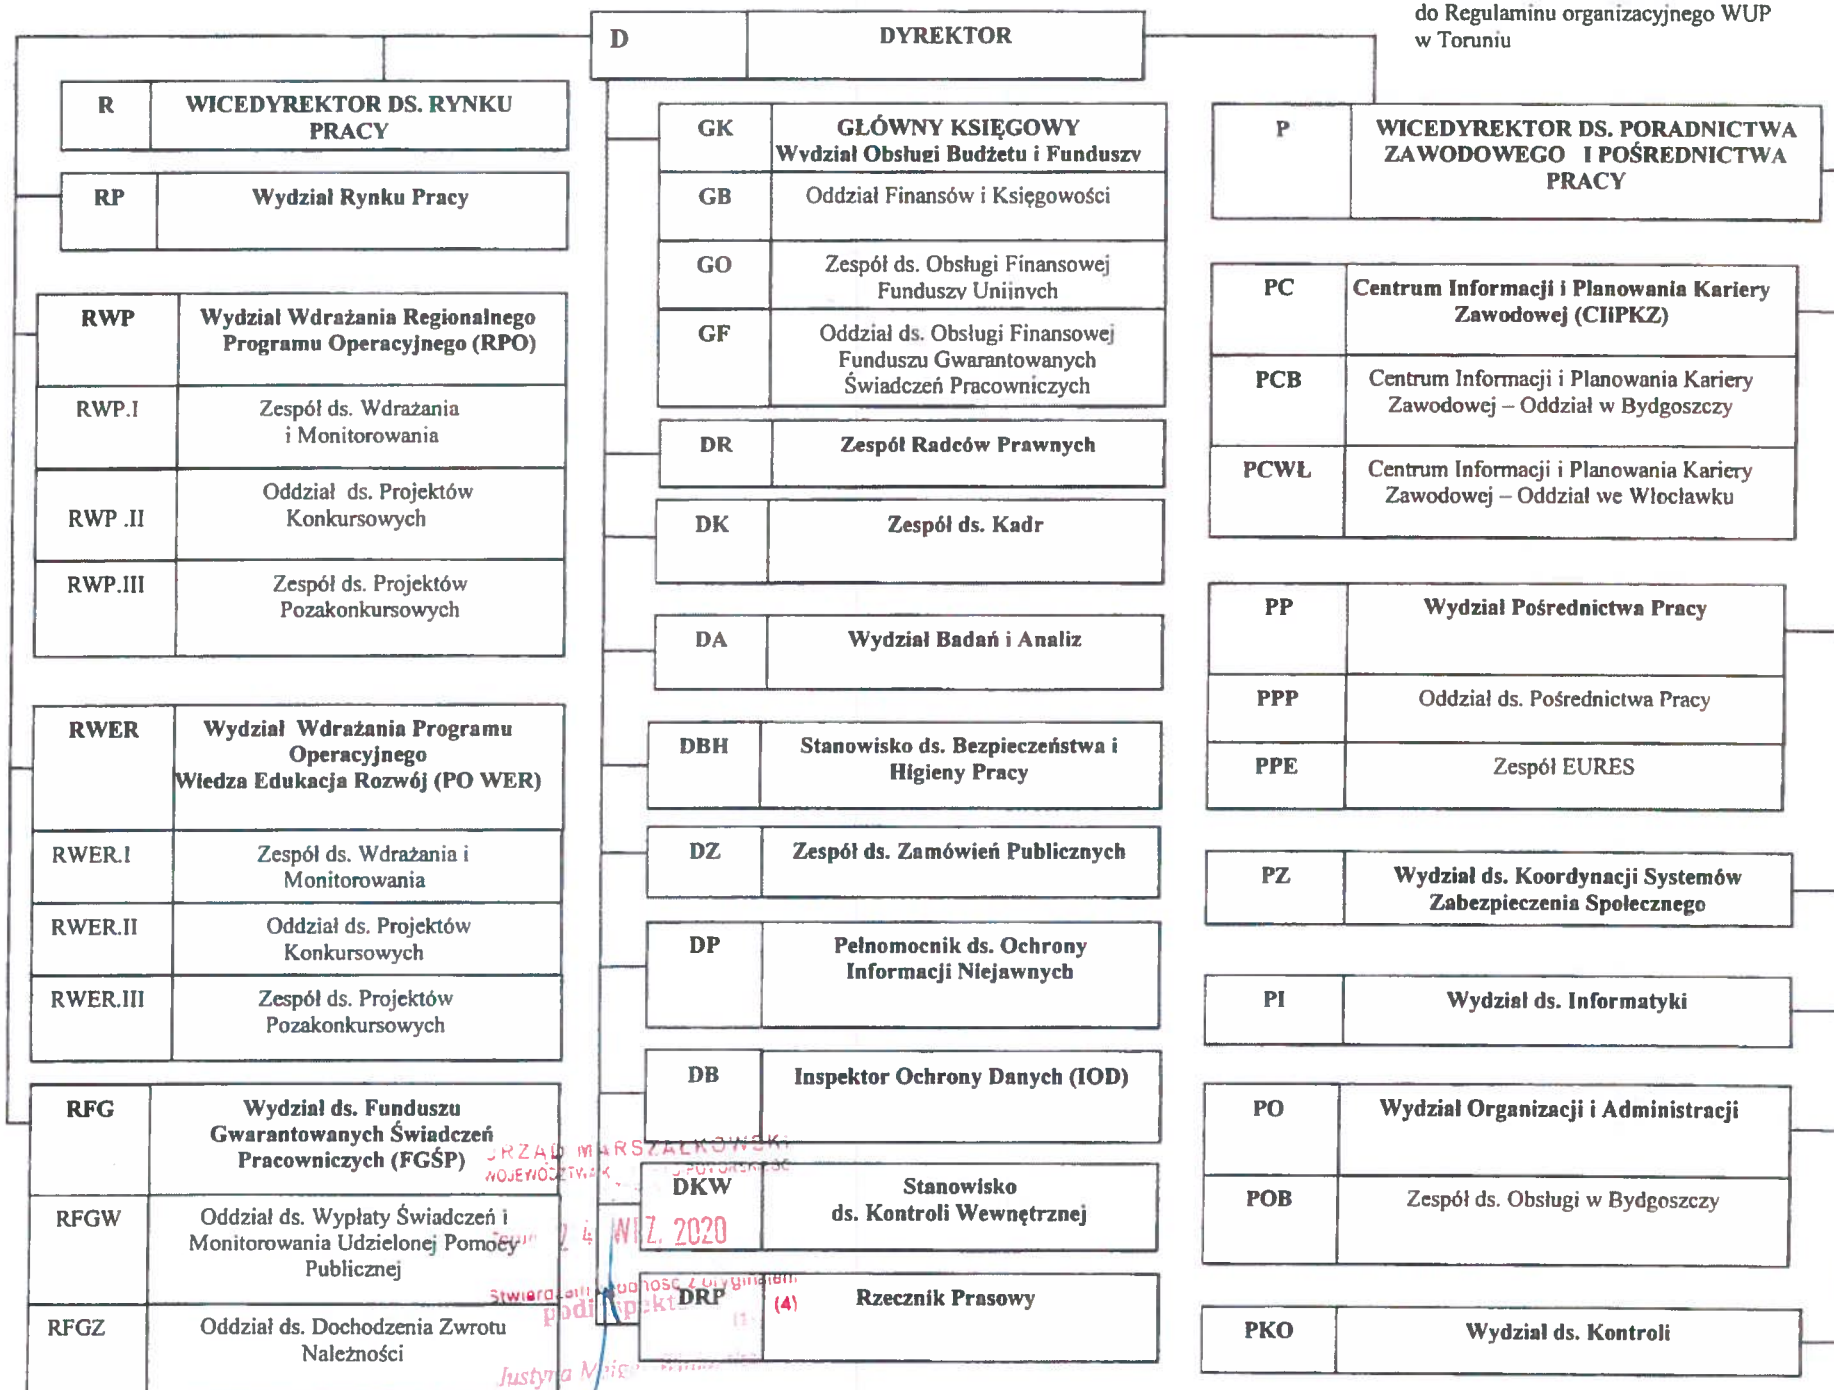 do Regulaminu organizacyjnego WUP
w Toruniu
D DYREKTOR
R WICEDYREKTOR DS. RYNKU
PRACY
RP Wydział Rynku Pracy
RWP Wydział Wdrażania Regionalnego
Programu Operacyjnego (RPO)
RWP.I Zespół ds. Wdrażania
i Monitorowania
Oddział ds. Projektów
RWP .II Konkursowych
RWP.III Zespół ds. Projektów
Pozakonkursowych
RWER Wydział Wdrażania Programu
Operacyjnego
Wiedza Edukacja Rozwój (PO WER)
RWER.I Zespół ds. Wdrażania i
Monitorowania
RWER.II Oddział ds. Projektów
Konkursowych
RWER.III Zespół ds. Projektów
Pozakonkursowych
RFG Wydział ds. Funduszu
Gwarantowanych Świadczeń
Pracowniczych (FGŚP)
RFGW Oddział ds. Wypłaty Świadczeń i
Monitorowania Udzielonej Pomocy
Publicznej
RFGZ Oddział ds. Dochodzenia Zwrotu
Należności
GK GŁÓWNY KSIĘGOWY
Wydział Obsługi Budżetu i Funduszy
GB Oddział Finansów i Księgowości
GO Zespół ds. Obsługi Finansowej
Funduszy Unijnych
GF Oddział ds. Obsługi Finansowej
Funduszu Gwarantowanych
Świadczeń Pracowniczych
DR Zespół Radców Prawnych
DK Zespół ds. Kadr
DA Wydział Badań i Analiz
DBH Stanowisko ds. Bezpieczeństwa i
Higieny Pracy
DZ Zespół ds. Zamówień Publicznych
DP Pełnomocnik ds. Ochrony
Informacji Niejawnych
DB Inspektor Ochrony Danych (IOD)
DKW Stanowisko
ds. Kontroli Wewnętrznej
DRP Rzecznik Prasowy
P WICEDYREKTOR DS. PORADNICTWA
ZAWODOWEGO I POŚREDNICTWA
PRACY
PC Centrum Informacji i Planowania Kariery
Zawodowej (CIiPKZ)
PCB Centrum Informacji i Planowania Kariery
Zawodowej – Oddział w Bydgoszczy
PCWŁ Centrum Informacji i Planowania Kariery
Zawodowej – Oddział we Włocławku
PP Wydział Pośrednictwa Pracy
PPP Oddział ds. Pośrednictwa Pracy
PPE Zespół EURES
PZ Wydział ds. Koordynacji Systemów
Zabezpieczenia Społecznego
PI Wydział ds. Informatyki
PO Wydział Organizacji i Administracji
POB Zespół ds. Obsługi w Bydgoszczy
PKO Wydział ds. Kontroli
URZĄD MARSZAŁKOWSKI
2020
(4)
Justyna